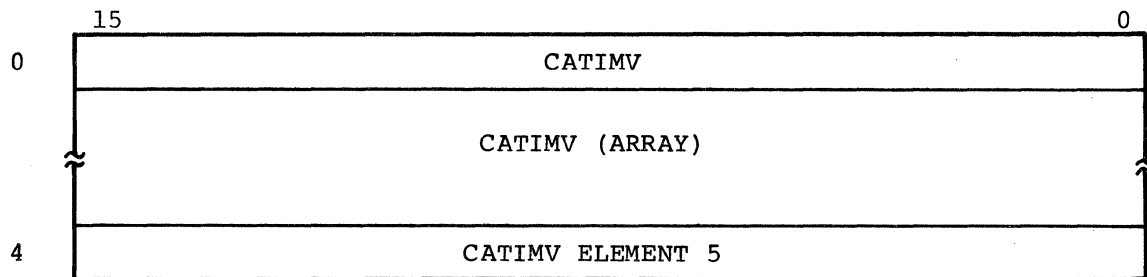 15 0
0 CATIMV
CATIMV (ARRAY)
4 CATIMV ELEMENT 5